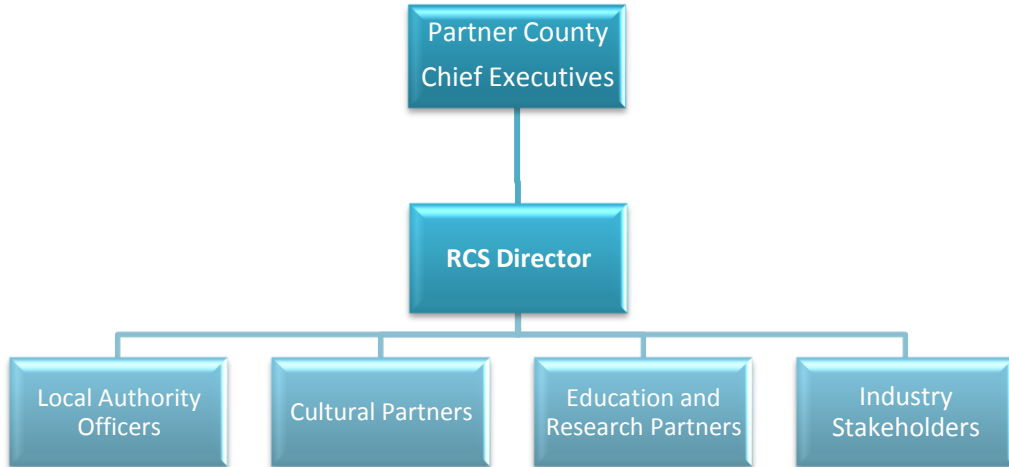 Partner County
Chief Executives
RCS Director
Local Authority
Officers
Cultural Partners
Education and
Research Partners
Industry
Stakeholders